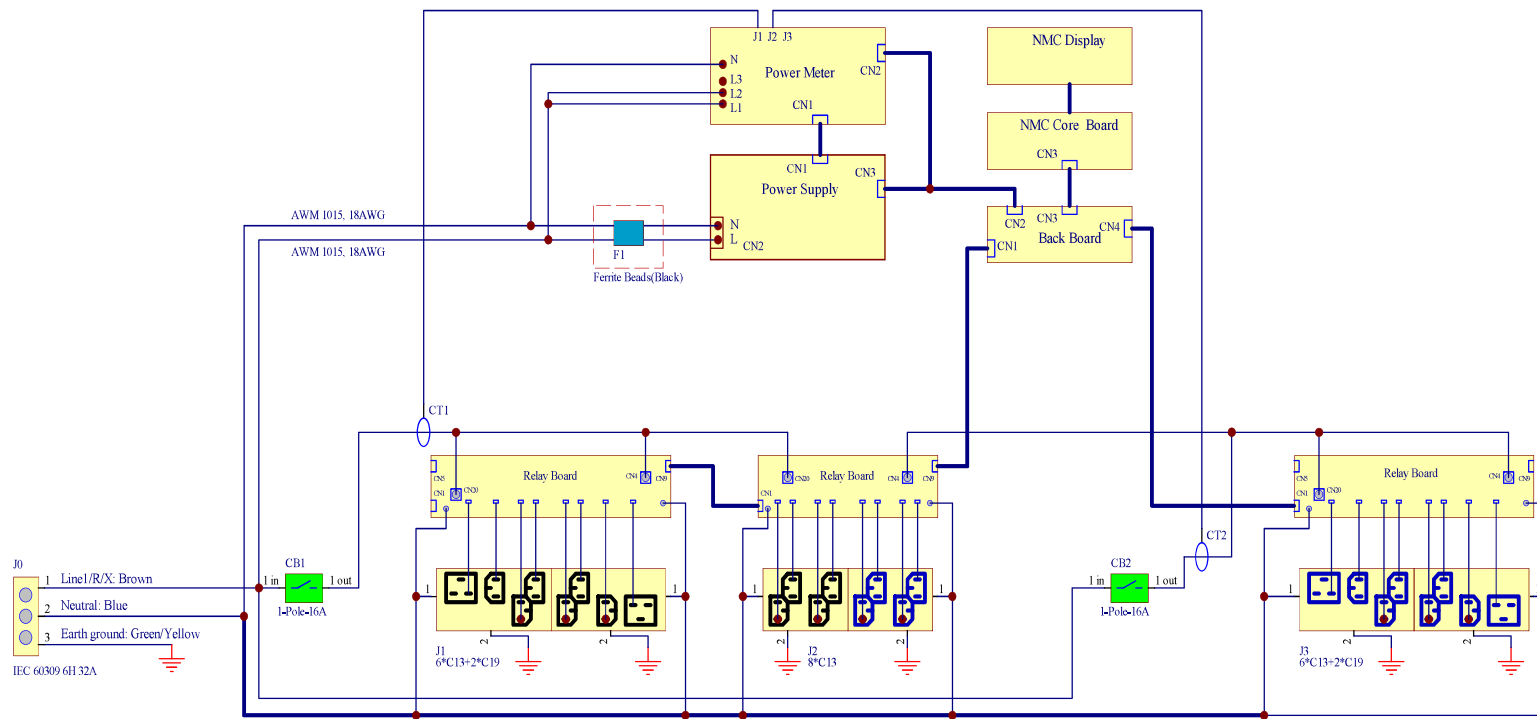 J1 J2 J3
N
L3
L2
L1
Power Meter
CN2
CN1
NMC Display
NMC Core Board
CN3
CN1
CN3
Power Supply
N
L
CN2
AWM 1015, 18AWG
AWM 1015, 18AWG
F1
Ferrite Beads(Black)
CN2
CN3
CN4
CN1
Back Board
CT1
Relay Board
CN5
CN1
CN20
CN4
CN9
Relay Board
CN1
CN20
CN4
CN9
Relay Board
CN5
CN1
CN20
CN4
CN9
CT2
J0
1
Line1/R/X: Brown
2
Neutral: Blue
3
Earth ground: Green/Yellow
IEC 60309 6H 32A
CB1
1 in
1 out
1-Pole-16A
1
1
2
2
J1
6*C13+2*C19
1
1
2
2
J2
8*C13
CB2
1 in
1 out
1-Pole-16A
1
2
2
J3
6*C13+2*C19